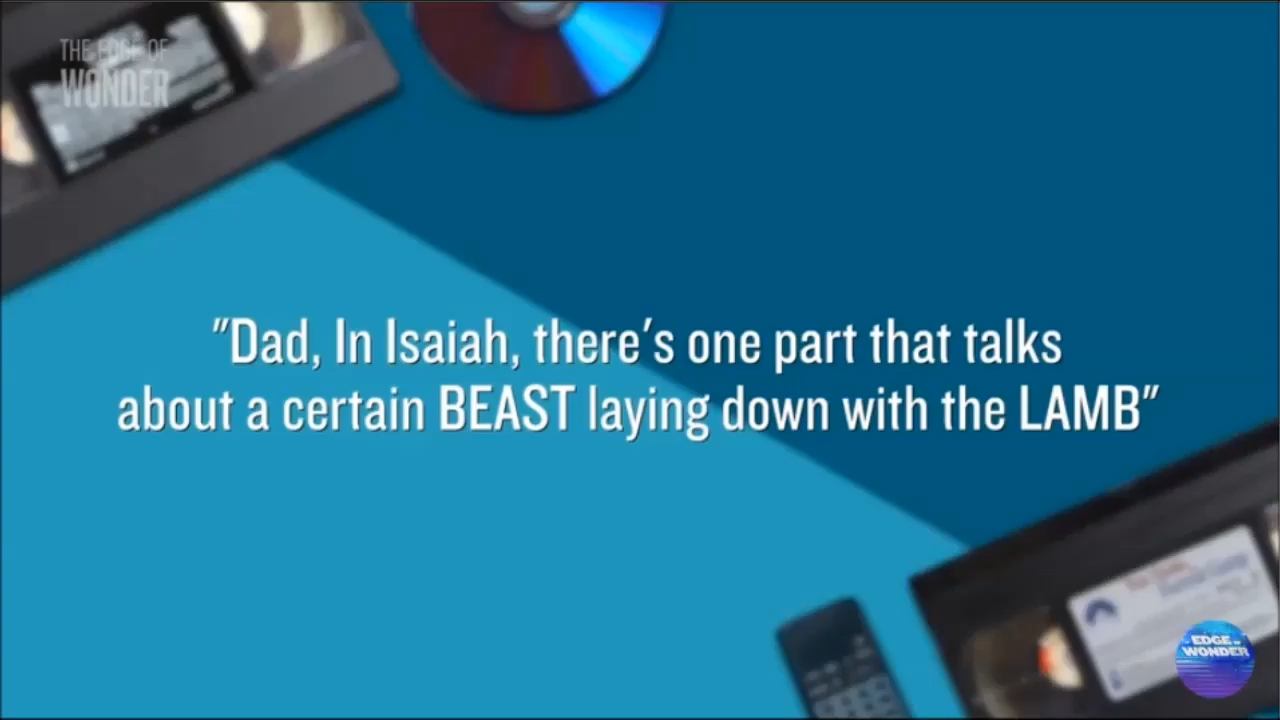 THE EDGE OF
WONDER
"Dad, In Isaiah, there's one part that talks
about a certain BEAST laying down with the LAMB"
EDGE OF
WONDER